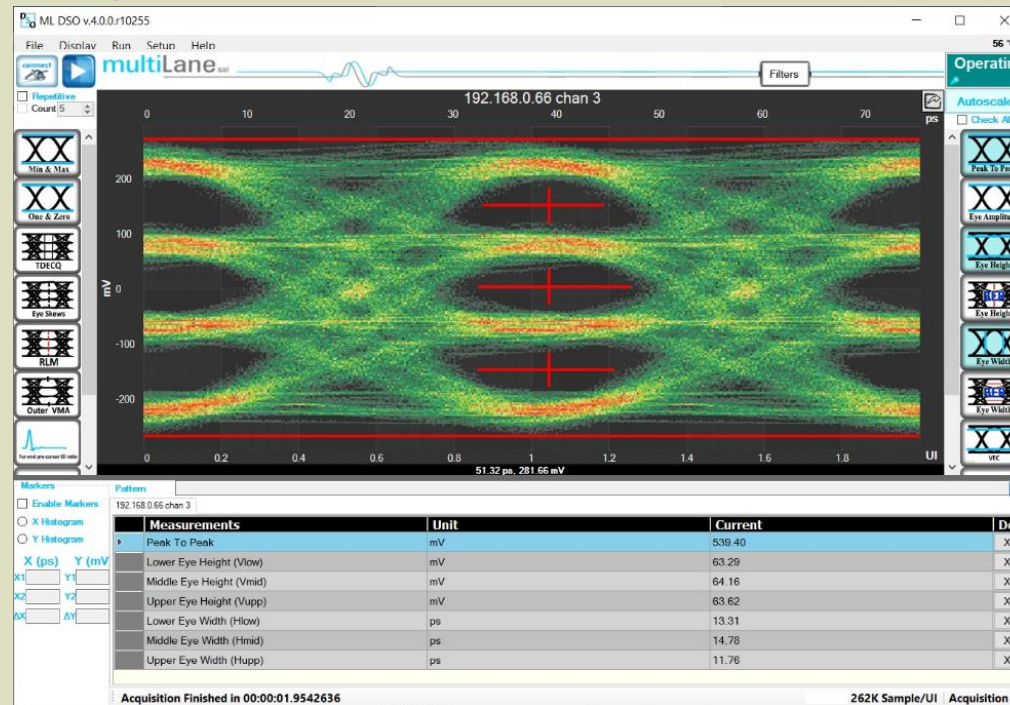 ML DSO v.4.0.0.r10255
File Display Run Setup Help
56
connect
multiLane sal
Filters
Operatin
Repetitive
Count 5
Autoscale
Check Al
192.168.0.66 chan 3
0 10 20 30 40 50 60 70 ps
Min & Max
One & Zero
TDECQ
Eye Skews
RLM
Outer VMA
mV
200
100
0
-100
-200
0 0.2 0.4 0.6 0.8 1 1.2 1.4 1.6 1.8 UI
51.32 ps, 281.66 mV
Peak To Pea
Eye Amplitu
Eye Heigh
BER
Eye Heigh
Eye Widt
BER
Eye Widt
VEC
Markers
Enable Markers
X Histogram
Y Histogram
X (ps) Y (mV
X1 Y1
X2 Y2
ΔX ΔY
Pattern
192.168.0.66 chan 3
Measurements Unit Current De
Peak To Peak mV 539.40 X
Lower Eye Height (Vlow) mV 63.29 X
Middle Eye Height (Vmid) mV 64.16 X
Upper Eye Height (Vupp) mV 63.62 X
Lower Eye Width (Hlow) ps 13.31 X
Middle Eye Width (Hmid) ps 14.78 X
Upper Eye Width (Hupp) ps 11.76 X
Acquisition Finished in 00:00:01.9542636
262K Sample/UI Acquisition